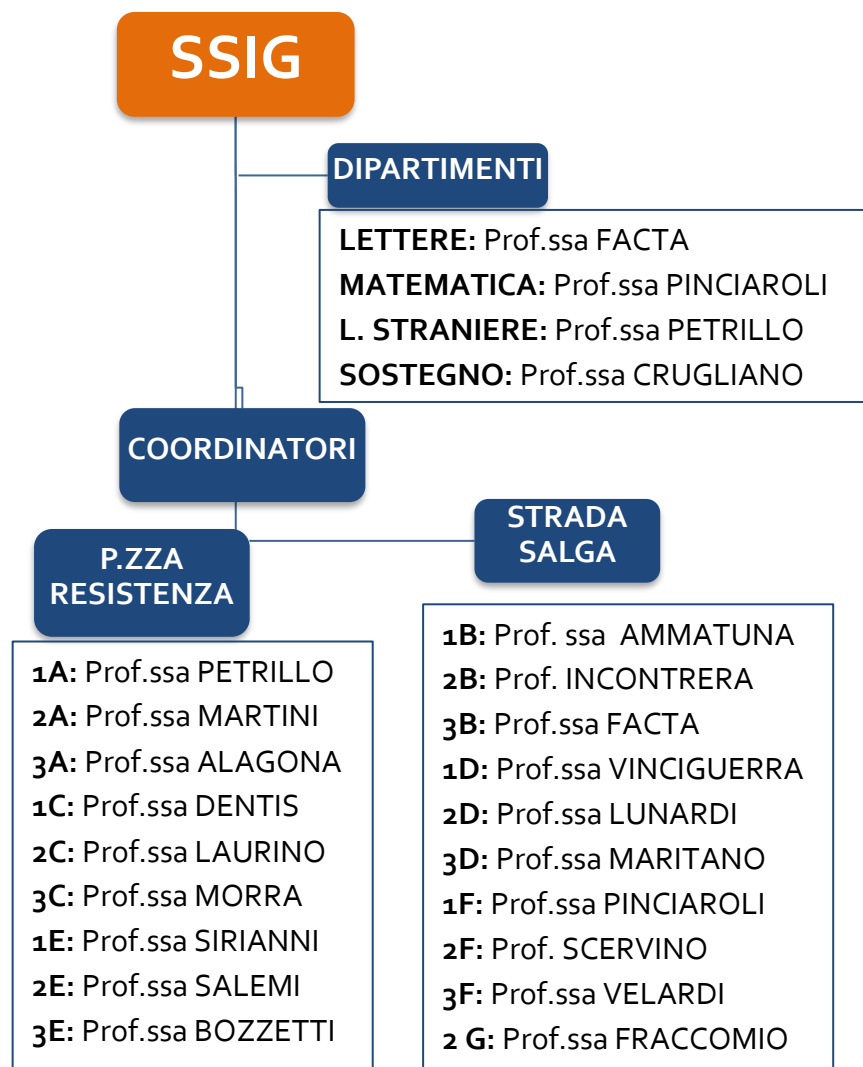 SSIG
DIPARTIMENTI
LETTERE: Prof.ssa FACTA
MATEMATICA: Prof.ssa PINCIAROLI
L. STRANIERE: Prof.ssa PETRILLO
SOSTEGNO: Prof.ssa CRUGLIANO
COORDINATORI
P.ZZA
RESISTENZA
1A: Prof.ssa PETRILLO
2A: Prof.ssa MARTINI
3A: Prof.ssa ALAGONA
1C: Prof.ssa DENTIS
2C: Prof.ssa LAURINO
3C: Prof.ssa MORRA
1E: Prof.ssa SIRIANNI
2E: Prof.ssa SALEMI
3E: Prof.ssa BOZZETTI
STRADA
SALGA
1B: Prof. ssa AMMATUNA
2B: Prof. INCONTRERA
3B: Prof.ssa FACTA
1D: Prof.ssa VINCIGUERRA
2D: Prof.ssa LUNARDI
3D: Prof.ssa MARITANO
1F: Prof.ssa PINCIAROLI
2F: Prof. SCERVINO
3F: Prof.ssa VELARDI
2 G: Prof.ssa FRACCOMIO